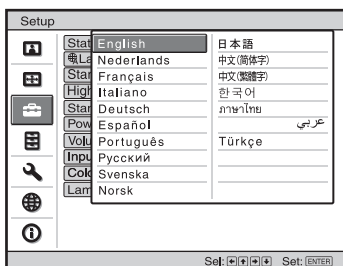 Setup
Stat
La
Star
High
Star
Pow
Volu
Inpu
Colo
Lam
English
Nederlands
Français
Italiano
Deutsch
Español
Português
Русский
Svenska
Norsk
日本語
中文(简体字)
中文(繁體字)
한국어
ภาษาไทย
عربي
Türkçe
Sel: Set: ENTER